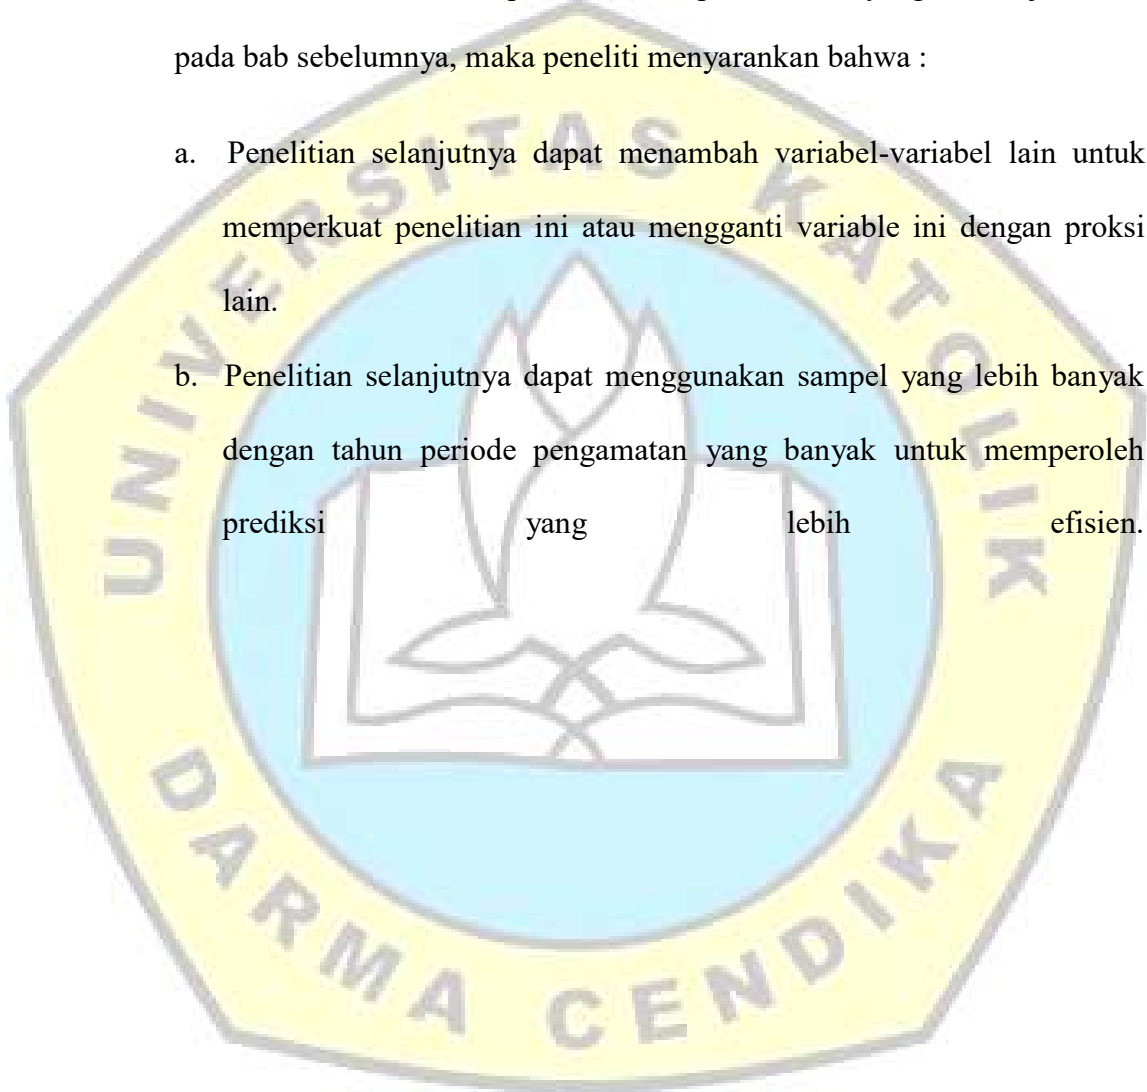 pada bab sebelumnya, maka peneliti menyarankan bahwa :
a. Penelitian selanjutnya dapat menambah variabel-variabel lain untuk
memperkuat penelitian ini atau mengganti variable ini dengan proksi
lain.
b. Penelitian selanjutnya dapat menggunakan sampel yang lebih banyak
dengan tahun periode pengamatan yang banyak untuk memperoleh
prediksi yang lebih efisien.
UNIVERSITAS KATOLIK
DARMA CENDIKA